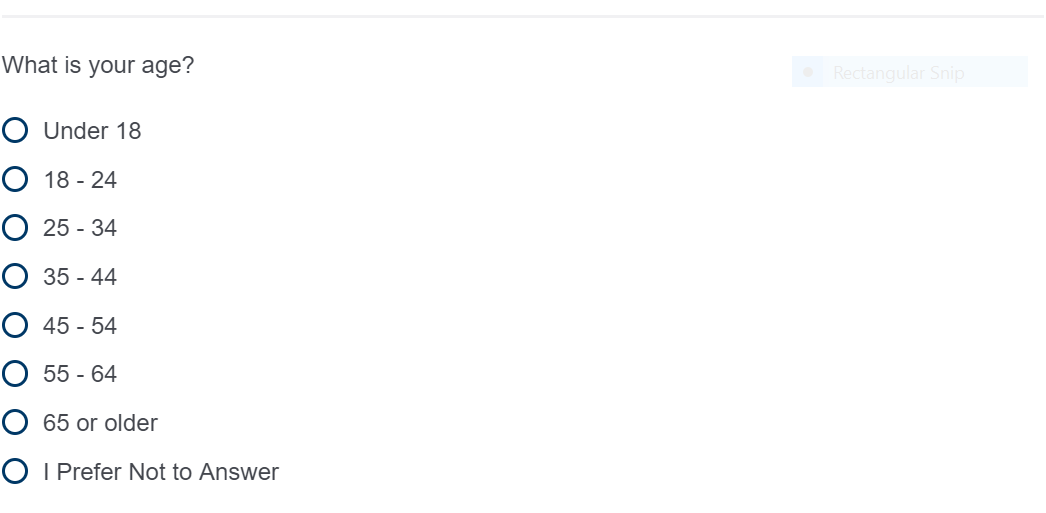 What is your age?
Rectangular Snip
Under 18
18 - 24
25 - 34
35 - 44
45 - 54
55 - 64
65 or older
I Prefer Not to Answer